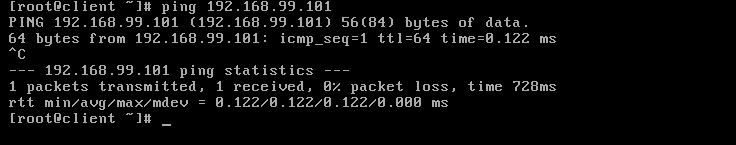 [root@client ~]# ping 192.168.99.101
PING 192.168.99.101 (192.168.99.101) 56(84) bytes of data.
64 bytes from 192.168.99.101: icmp_seq=1 ttl=64 time=0.122 ms
^C
--- 192.168.99.101 ping statistics ---
1 packets transmitted, 1 received, 0% packet loss, time 728ms
rtt min/avg/max/mdev = 0.122/0.122/0.122/0.000 ms
[root@client ~]# _